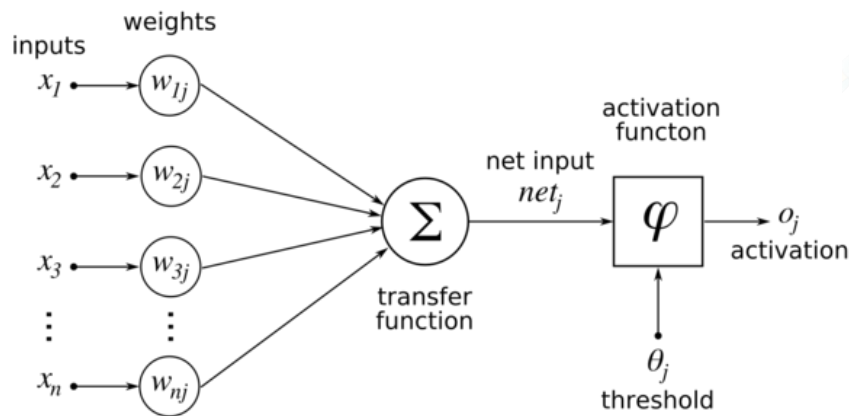 weights
inputs
x1
w1j
x2
w2j
x3
w3j
⋮
⋮
xn
wnj
Σ
transfer
function
net input
netj
activation
functon
φ
oj
activation
θj
threshold